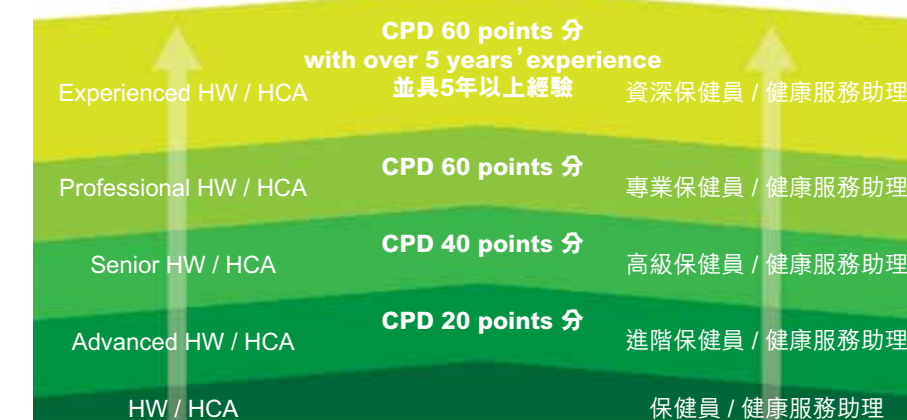 CPD 60 points 分
with over 5 years’experience
並具5年以上經驗
Experienced HW / HCA
資深保健員 / 健康服務助理
CPD 60 points 分
Professional HW / HCA
專業保健員 / 健康服務助理
CPD 40 points 分
Senior HW / HCA
高級保健員 / 健康服務助理
CPD 20 points 分
Advanced HW / HCA
進階保健員 / 健康服務助理
HW / HCA
保健員 / 健康服務助理